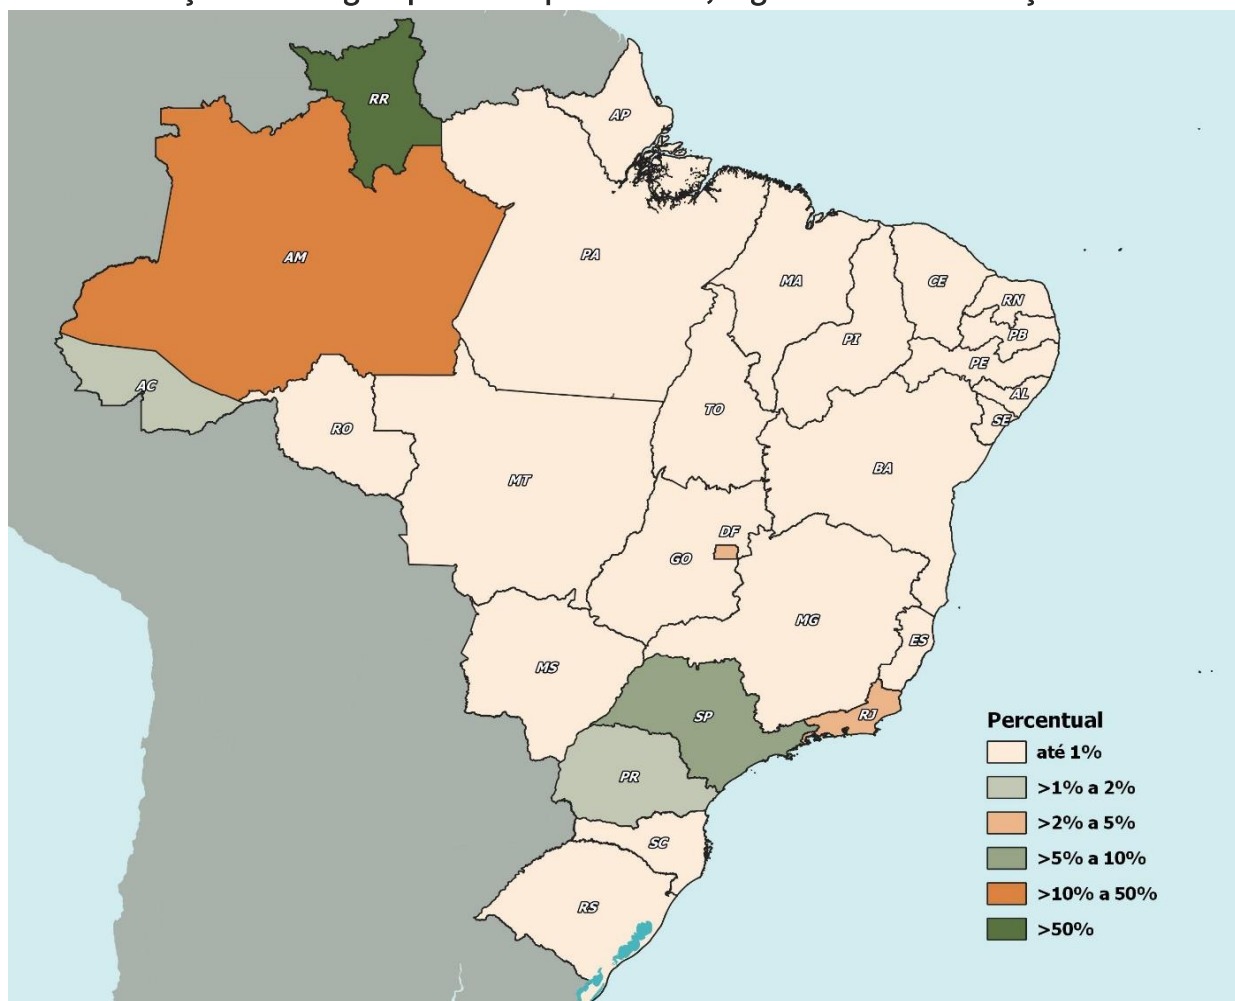 RR
AP
AM
PA
MA
CE
RN
PB
PI
PE
AC
AL
TO
SE
RO
BA
MT
DF
GO
MG
ES
MS
SP
RJ
PR
SC
RS
Percentual
até 1%
>1% a 2%
>2% a 5%
>5% a 10%
>10% a 50%
>50%